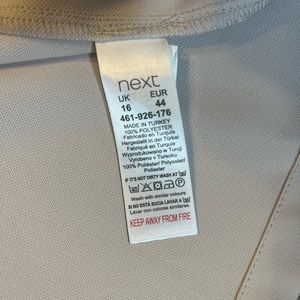 next
UK EUR
16 44
461-926-176
MADE IN TURKEY
100% POLYESTER
Fabricado en Turquía
Hergestellt in der Türkei
Fabriqué en Turquie
Wyprodukowano w Turcji
Vyrobeno v Turecku
100% Poliéster/Polyester
Polyester/Poliester
IF IT'S NOT DIRTY WASH AT
Wash with similar colours
SI NO ESTÁ SUCIA LAVAR A
Lavar con colores similares
KEEP AWAY FROM FIRE